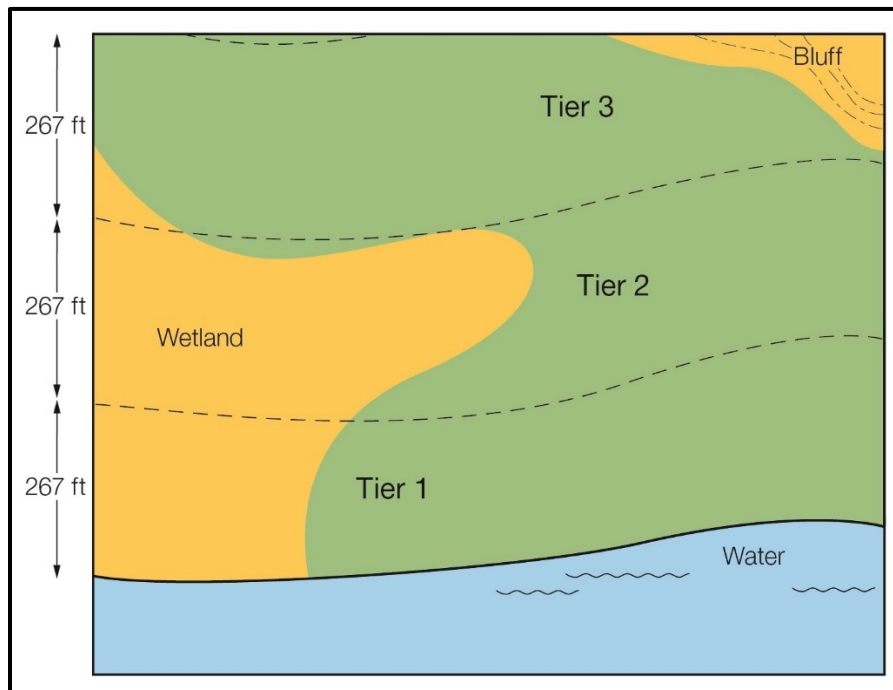 Bluff
Tier 3
267 ft
Tier 2
267 ft
Wetland
Tier 1
267 ft
Water